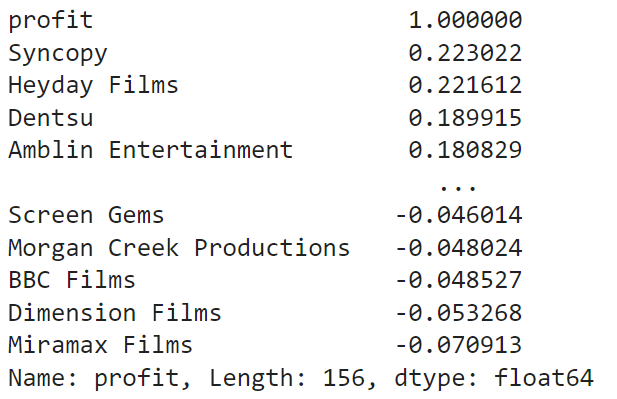 profit 1.000000
Syncopy 0.223022
Heyday Films 0.221612
Dentsu 0.189915
Amblin Entertainment 0.180829
...
Screen Gems -0.046014
Morgan Creek Productions -0.048024
BBC Films -0.048527
Dimension Films -0.053268
Miramax Films -0.070913
Name: profit, Length: 156, dtype: float64